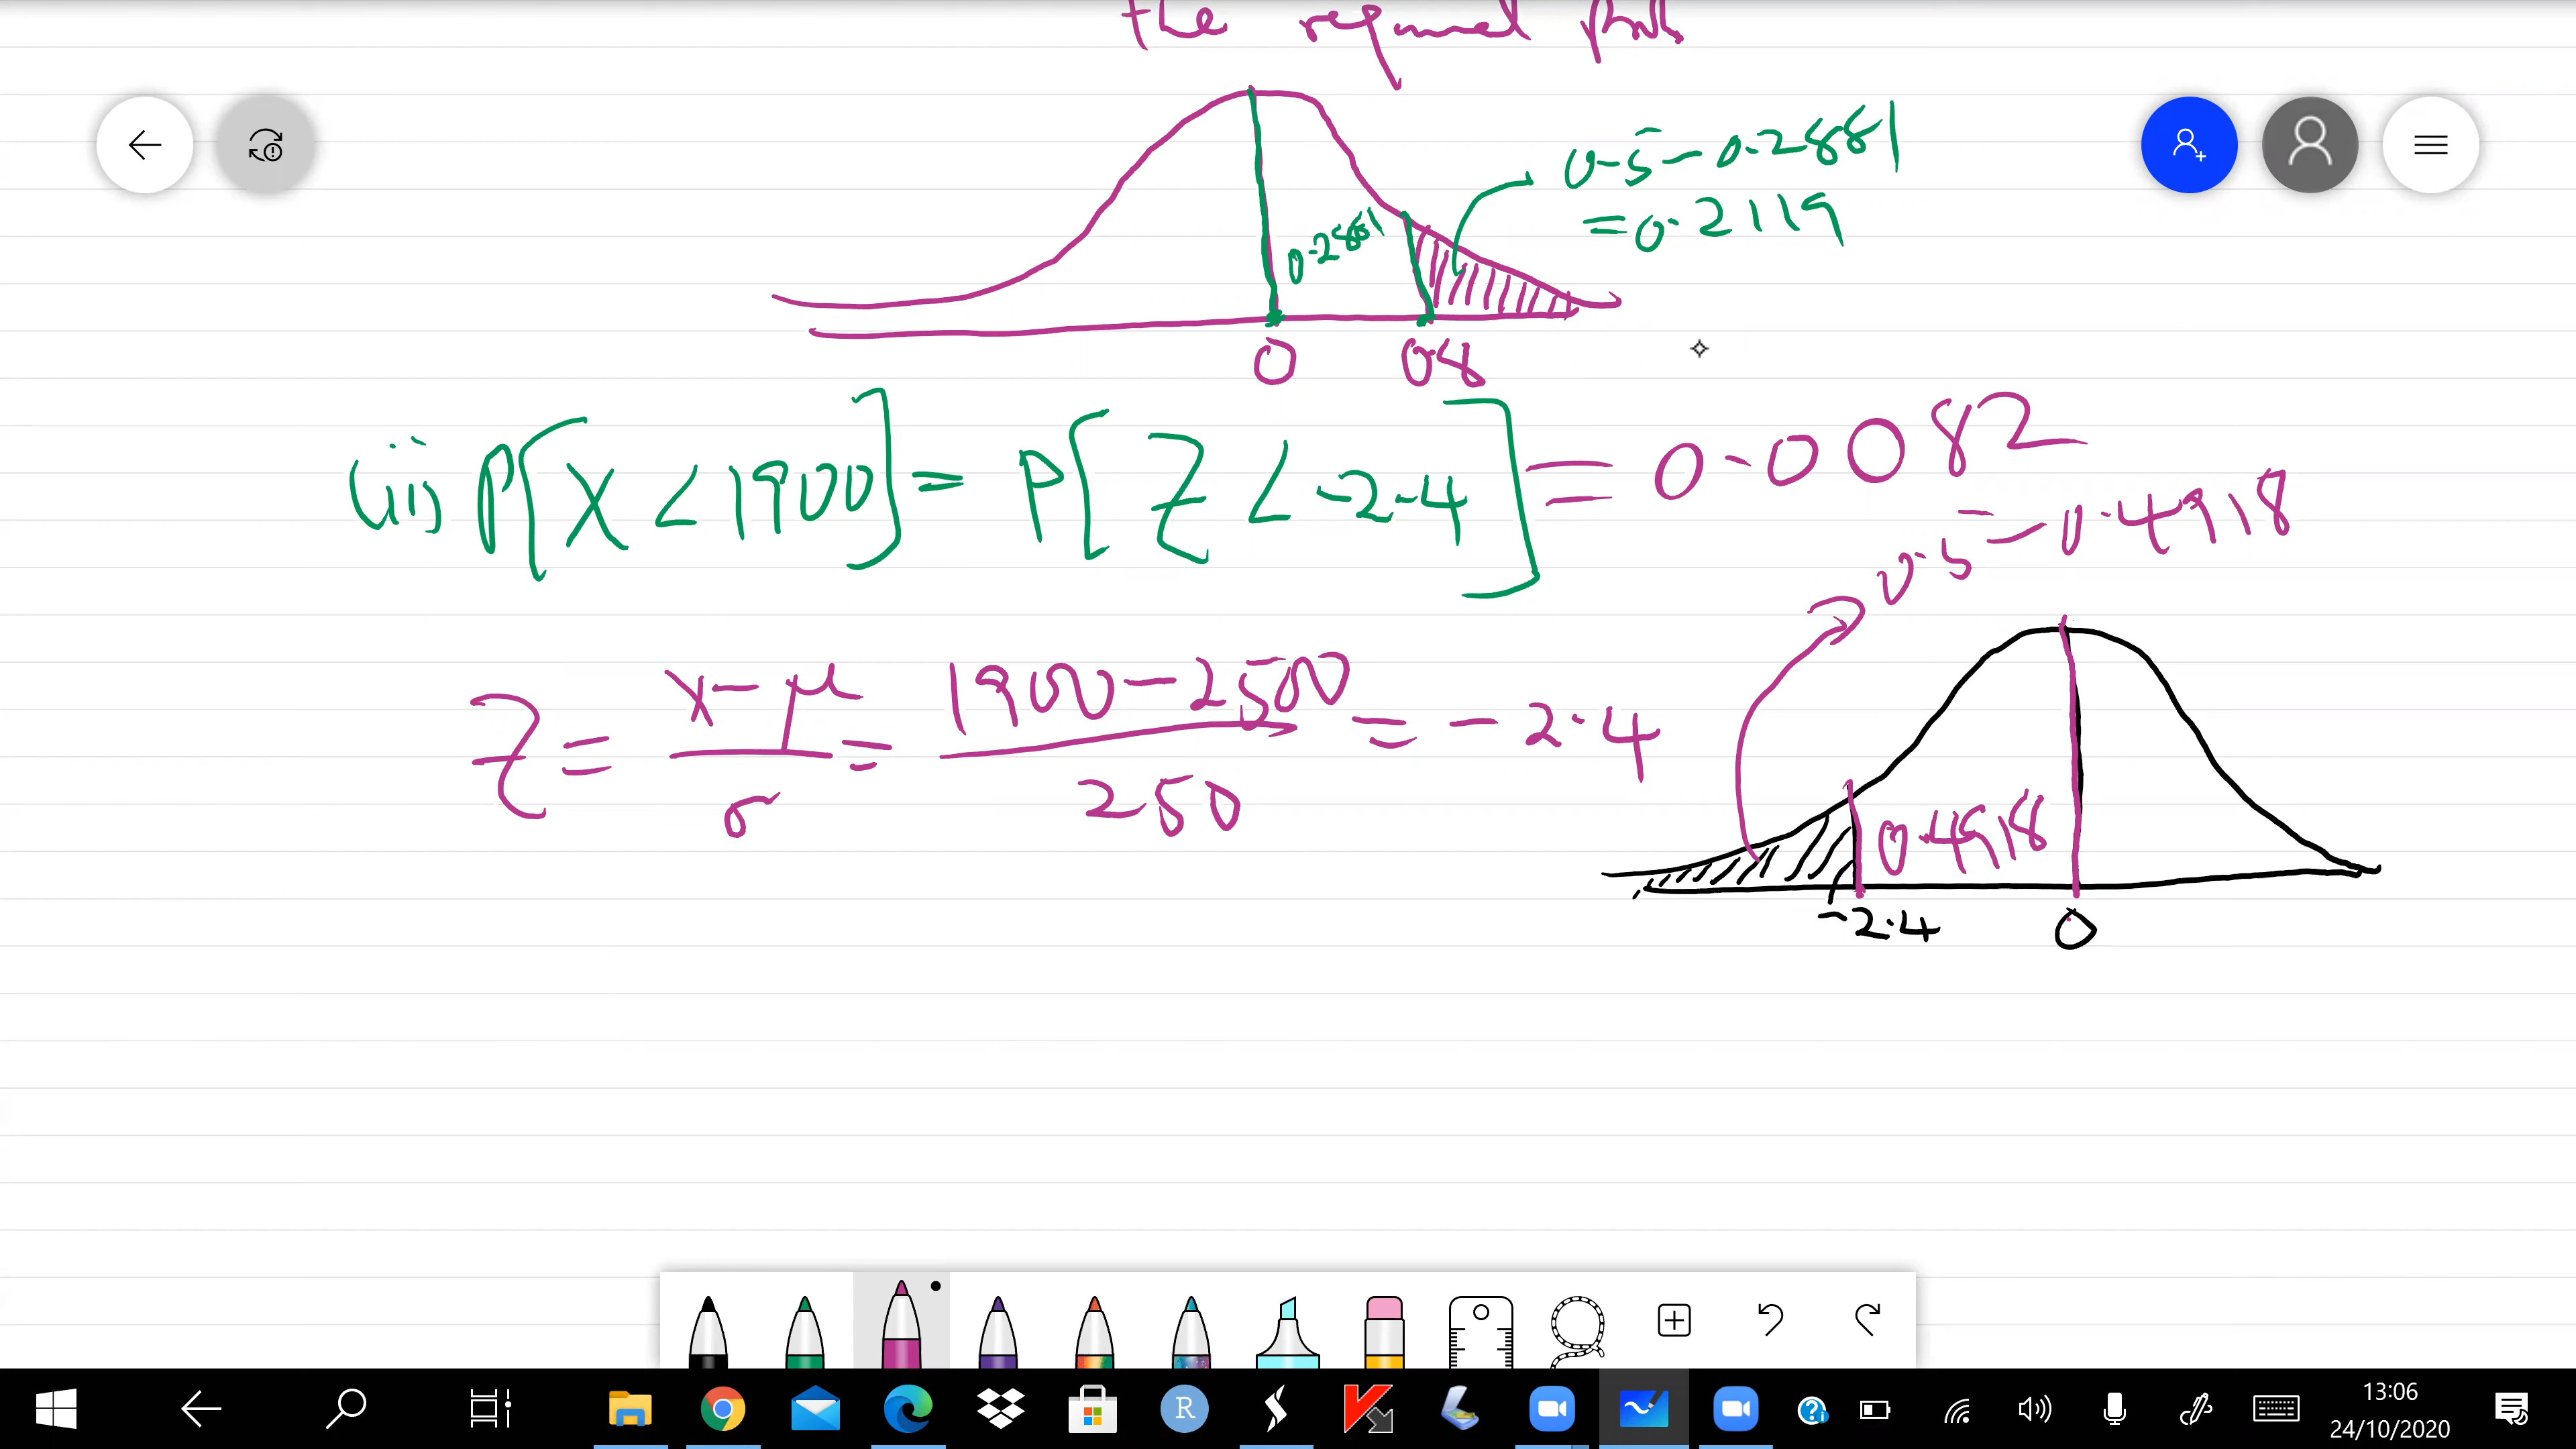 the required prob
0.5 - 0.2881
= 0.2119
0.2881
0 0.8
(ii) P[X < 1900] = P[Z < -2.4] = 0.0082
0.5 - 0.4918
Z = x - μ / σ = 1900 - 2500 / 250 = -2.4
0.4918
-2.4 0
R
13:06
24/10/2020